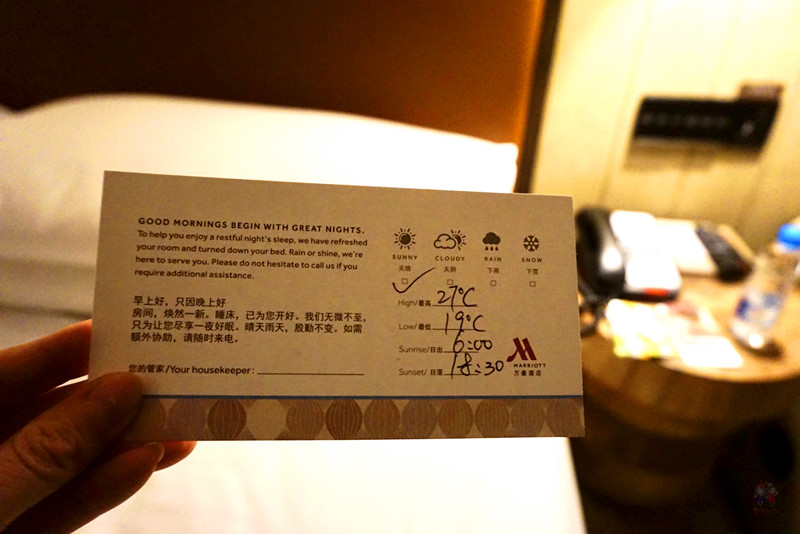 GOOD MORNINGS BEGIN WITH GREAT NIGHTS.
To help you enjoy a restful night's sleep, we have refreshed
your room and turned down your bed. Rain or shine, we're
here to serve you. Please do not hesitate to call us if you
require additional assistance.
早上好，只因晚上好
房间，焕然一新。睡床，已为您开好。我们无微不至，
只为让您尽享一夜好眠。晴天雨天，殷勤不变。如需
额外协助，请随时来电。
您的管家/Your housekeeper:
SUNNY CLOUDY RAIN SNOW
天晴 天阴 下雨 下雪
High/最高 27°C
Low/最低 19°C
Sunrise/日出 6:00
Sunset/日落 18:30
MARRIOTT
万豪酒店